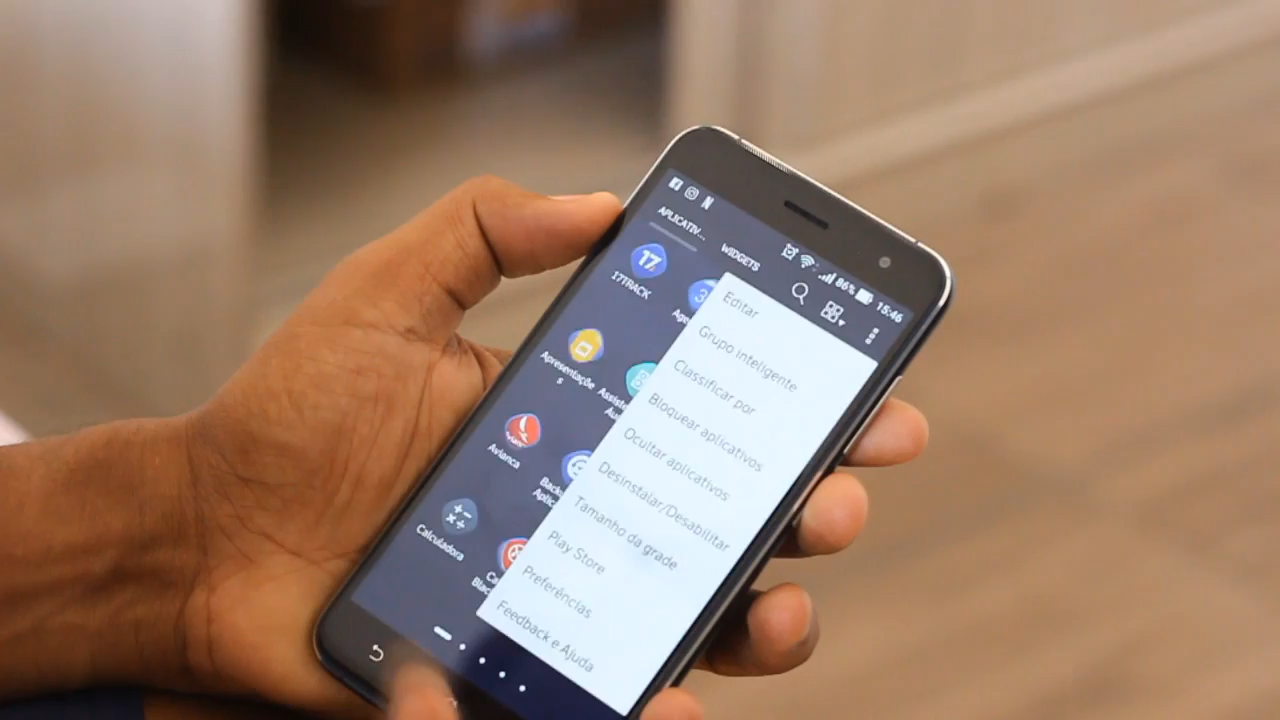 86%
15:46
APLICATIV...
WIDGETS
17
17TRACK
Apresentaçõe
s
Avianca
Calculadora
Editar
Grupo inteligente
Classificar por
Bloquear aplicativos
Ocultar aplicativos
Desinstalar/Desabilitar
Tamanho da grade
Play Store
Preferências
Feedback e Ajuda